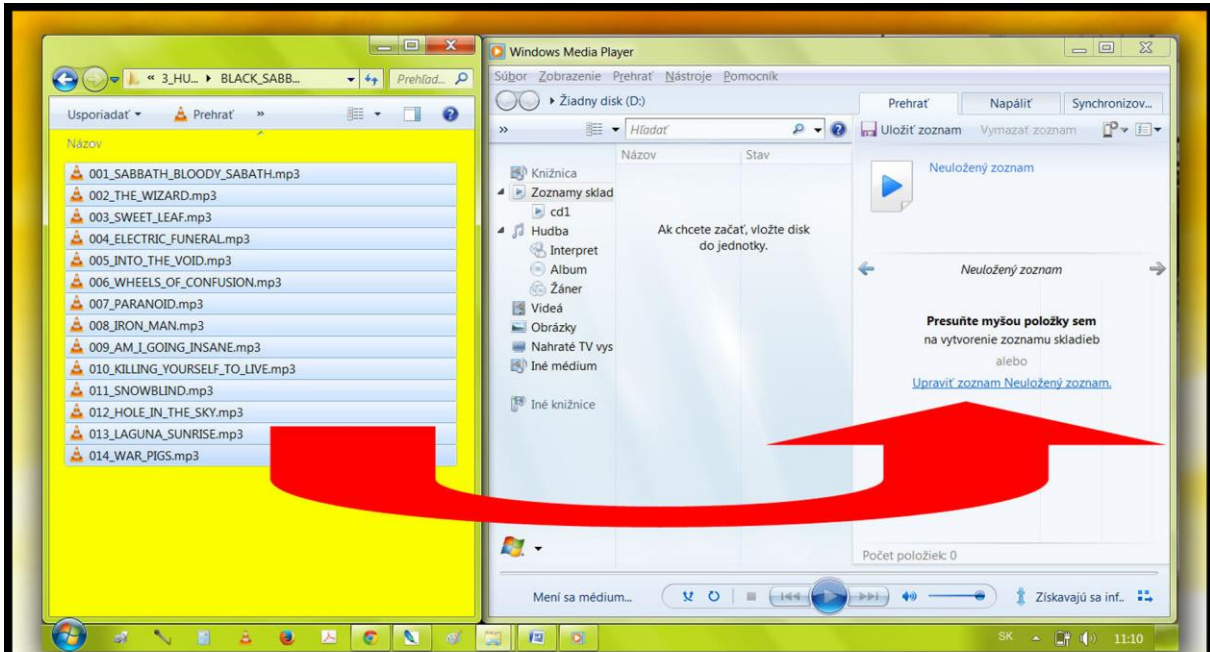 « 3_HU... ▸ BLACK_SABB...
Prehľad...
Usporiadať
Prehrať
»
Názov
001_SABBATH_BLOODY_SABATH.mp3
002_THE_WIZARD.mp3
003_SWEET_LEAF.mp3
004_ELECTRIC_FUNERAL.mp3
005_INTO_THE_VOID.mp3
006_WHEELS_OF_CONFUSION.mp3
007_PARANOID.mp3
008_IRON_MAN.mp3
009_AM_I_GOING_INSANE.mp3
010_KILLING_YOURSELF_TO_LIVE.mp3
011_SNOWBLIND.mp3
012_HOLE_IN_THE_SKY.mp3
013_LAGUNA_SUNRISE.mp3
014_WAR_PIGS.mp3
Windows Media Player
Súbor Zobrazenie Prehrať Nástroje Pomocník
Žiadny disk (D:)
» Hľadať
Názov Stav
Knižnica
Zoznamy sklad
cd1
Hudba
Interpret
Album
Žáner
Videá
Obrázky
Nahraté TV vys
Iné médium
Iné knižnice
Ak chcete začať, vložte disk
do jednotky.
Prehrať Napáliť Synchronizov...
Uložiť zoznam Vymazať zoznam
Neuložený zoznam
Neuložený zoznam
Presuňte myšou položky sem
na vytvorenie zoznamu skladieb
alebo
Upraviť zoznam Neuložený zoznam.
Počet položiek: 0
Mení sa médium...
Získavajú sa inf..
SK 11:10